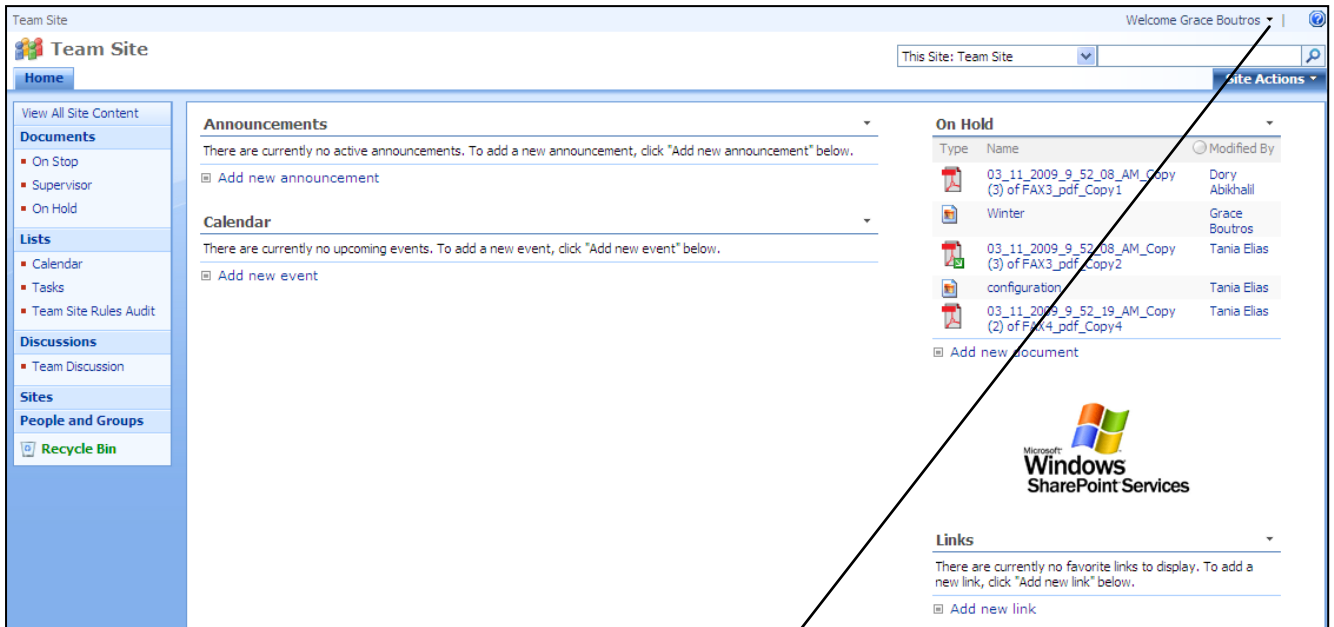 Team Site
Welcome Grace Boutros
Team Site
This Site: Team Site
Home
Site Actions
View All Site Content
Documents
On Stop
Supervisor
On Hold
Lists
Calendar
Tasks
Team Site Rules Audit
Discussions
Team Discussion
Sites
People and Groups
Recycle Bin
Announcements
There are currently no active announcements. To add a new announcement, click "Add new announcement" below.
Add new announcement
Calendar
There are currently no upcoming events. To add a new event, click "Add new event" below.
Add new event
On Hold
Type Name Modified By
03_11_2009_9_52_08_AM_Copy Dory
(3) of FAX3_pdf_Copy1 Abikhalil
Winter Grace
Boutros
03_11_2009_9_52_08_AM_Copy Tania Elias
(3) of FAX3_pdf_Copy2
configuration Tania Elias
03_11_2009_9_52_19_AM_Copy Tania Elias
(2) of FAX4_pdf_Copy4
Add new document
Microsoft
Windows
SharePoint Services
Links
There are currently no favorite links to display. To add a
new link, click "Add new link" below.
Add new link